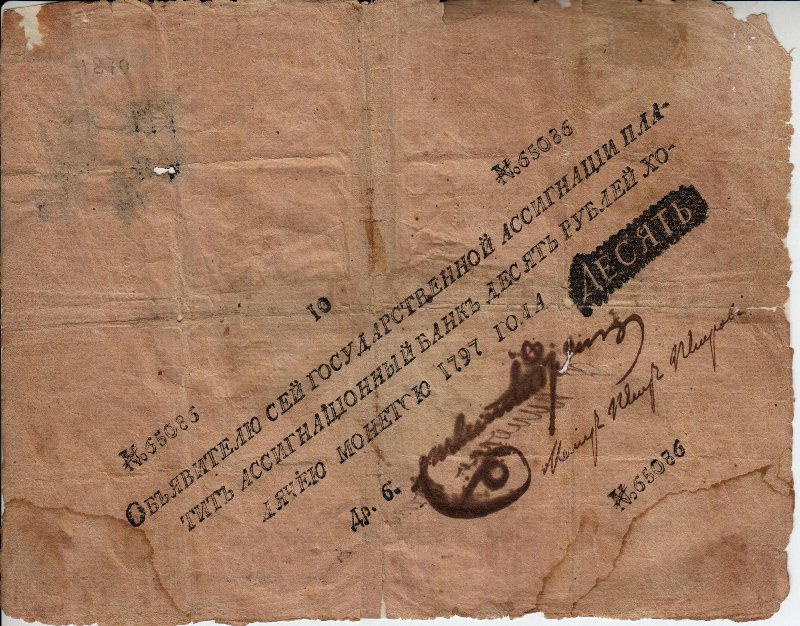 1840
№65086
10
ОБЪЯВИТЕЛЮ СЕЙ ГОСУДАРСТВЕННОЙ АССИГНАЦІИ ПЛА-
ТИТЪ АССИГНАЦІОННЫЙ БАНКЪ ДЕСЯТЬ РУБЛЕЙ ХО-
ДЯЧЕЮ МОНЕТОЮ 1797 ГОДА
ДЕСЯТЬ
№65086
Др. б.
№65086